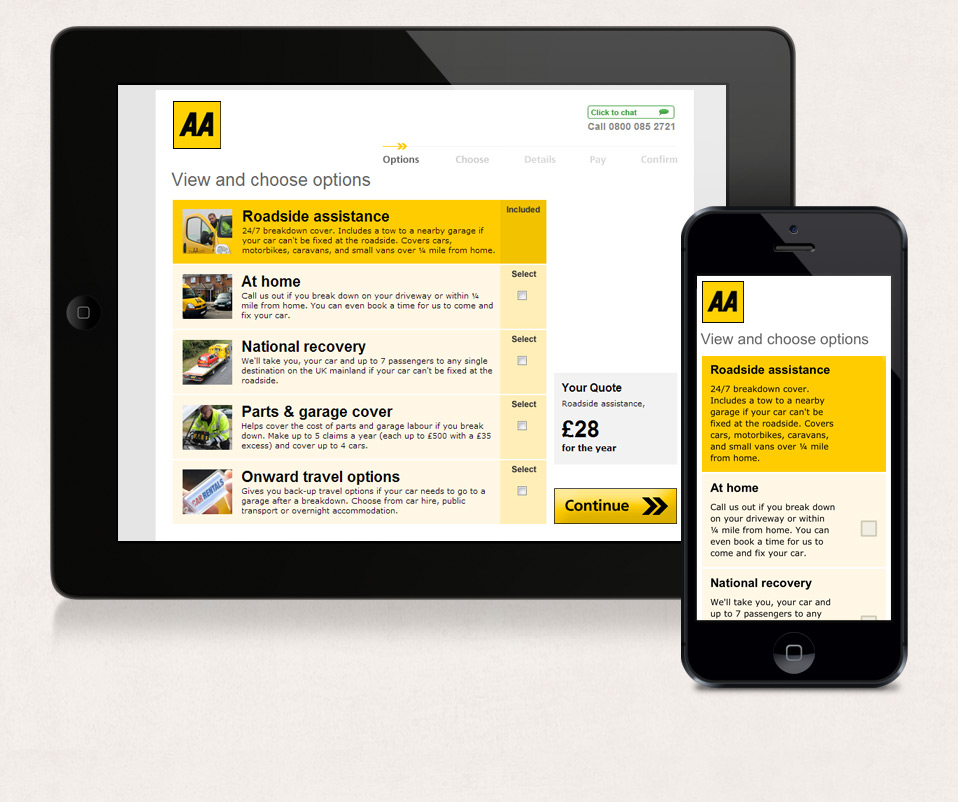 AA
Click to chat
Call 0800 085 2721
Options Choose Details Pay Confirm
View and choose options
Roadside assistance
Included
24/7 breakdown cover. Includes a tow to a nearby garage if
your car can't be fixed at the roadside. Covers cars,
motorbikes, caravans, and small vans over ¼ mile from home.
At home
Select
Call us out if you break down on your driveway or within ¼
mile from home. You can even book a time for us to come and
fix your car.
National recovery
Select
We'll take you, your car and up to 7 passengers to any single
destination on the UK mainland if your car can't be fixed at the
roadside.
Parts & garage cover
Select
Helps cover the cost of parts and garage labour if you break
down. Make up to 5 claims a year (each up to £500 with a £35
excess) and cover up to 4 cars.
CAR RENTALS
Onward travel options
Select
Gives you back-up travel options if your car needs to go to a
garage after a breakdown. Choose from car hire, public
transport or overnight accommodation.
Your Quote
Roadside assistance,
£28
for the year
Continue
AA
View and choose options
Roadside assistance
24/7 breakdown cover.
Includes a tow to a nearby
garage if your car can't be
fixed at the roadside. Covers
cars, motorbikes, caravans,
and small vans over ¼ mile
from home.
At home
Call us out if you break down
on your driveway or within
¼ mile from home. You can
even book a time for us to
come and fix your car.
National recovery
We'll take you, your car and
up to 7 passengers to any